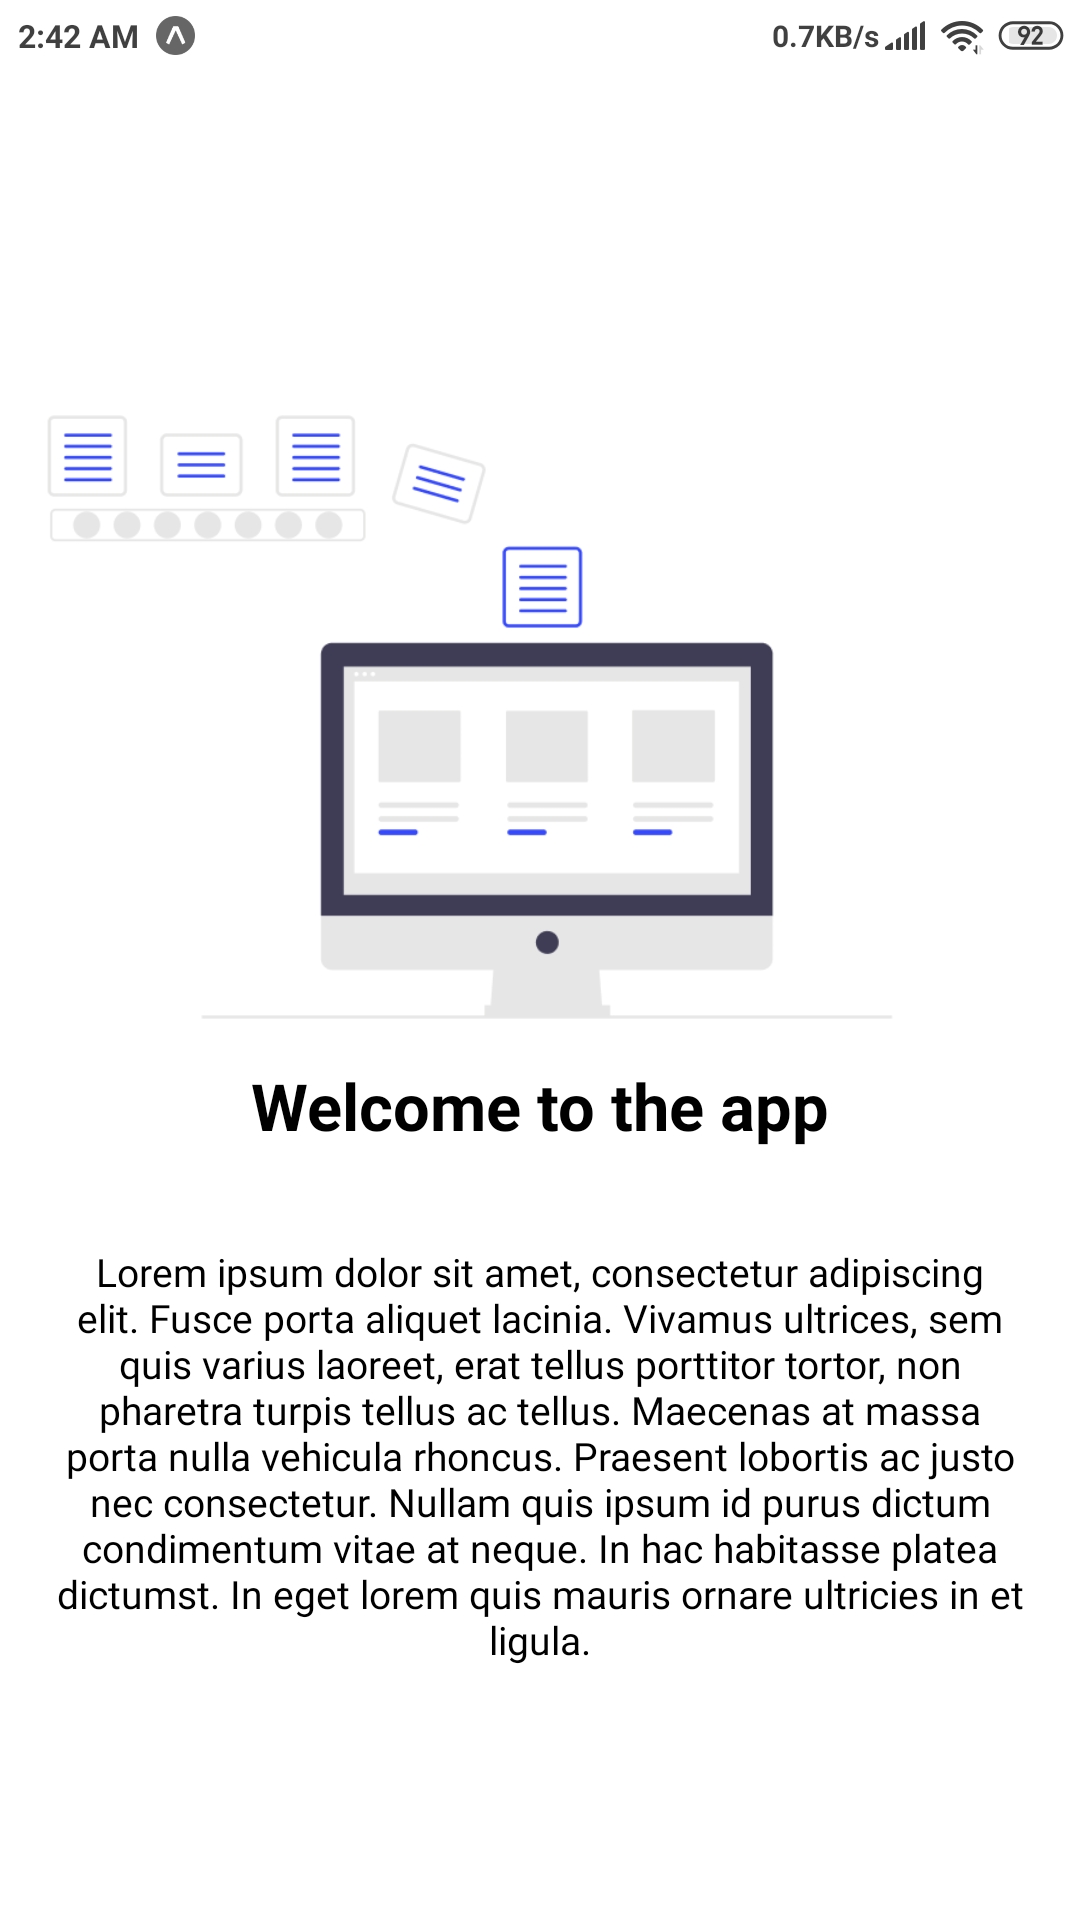 2:42 AM
0.7KB/s
92
Welcome to the app
Lorem ipsum dolor sit amet, consectetur adipiscing
elit. Fusce porta aliquet lacinia. Vivamus ultrices, sem
quis varius laoreet, erat tellus porttitor tortor, non
pharetra turpis tellus ac tellus. Maecenas at massa
porta nulla vehicula rhoncus. Praesent lobortis ac justo
nec consectetur. Nullam quis ipsum id purus dictum
condimentum vitae at neque. In hac habitasse platea
dictumst. In eget lorem quis mauris ornare ultricies in et
ligula.